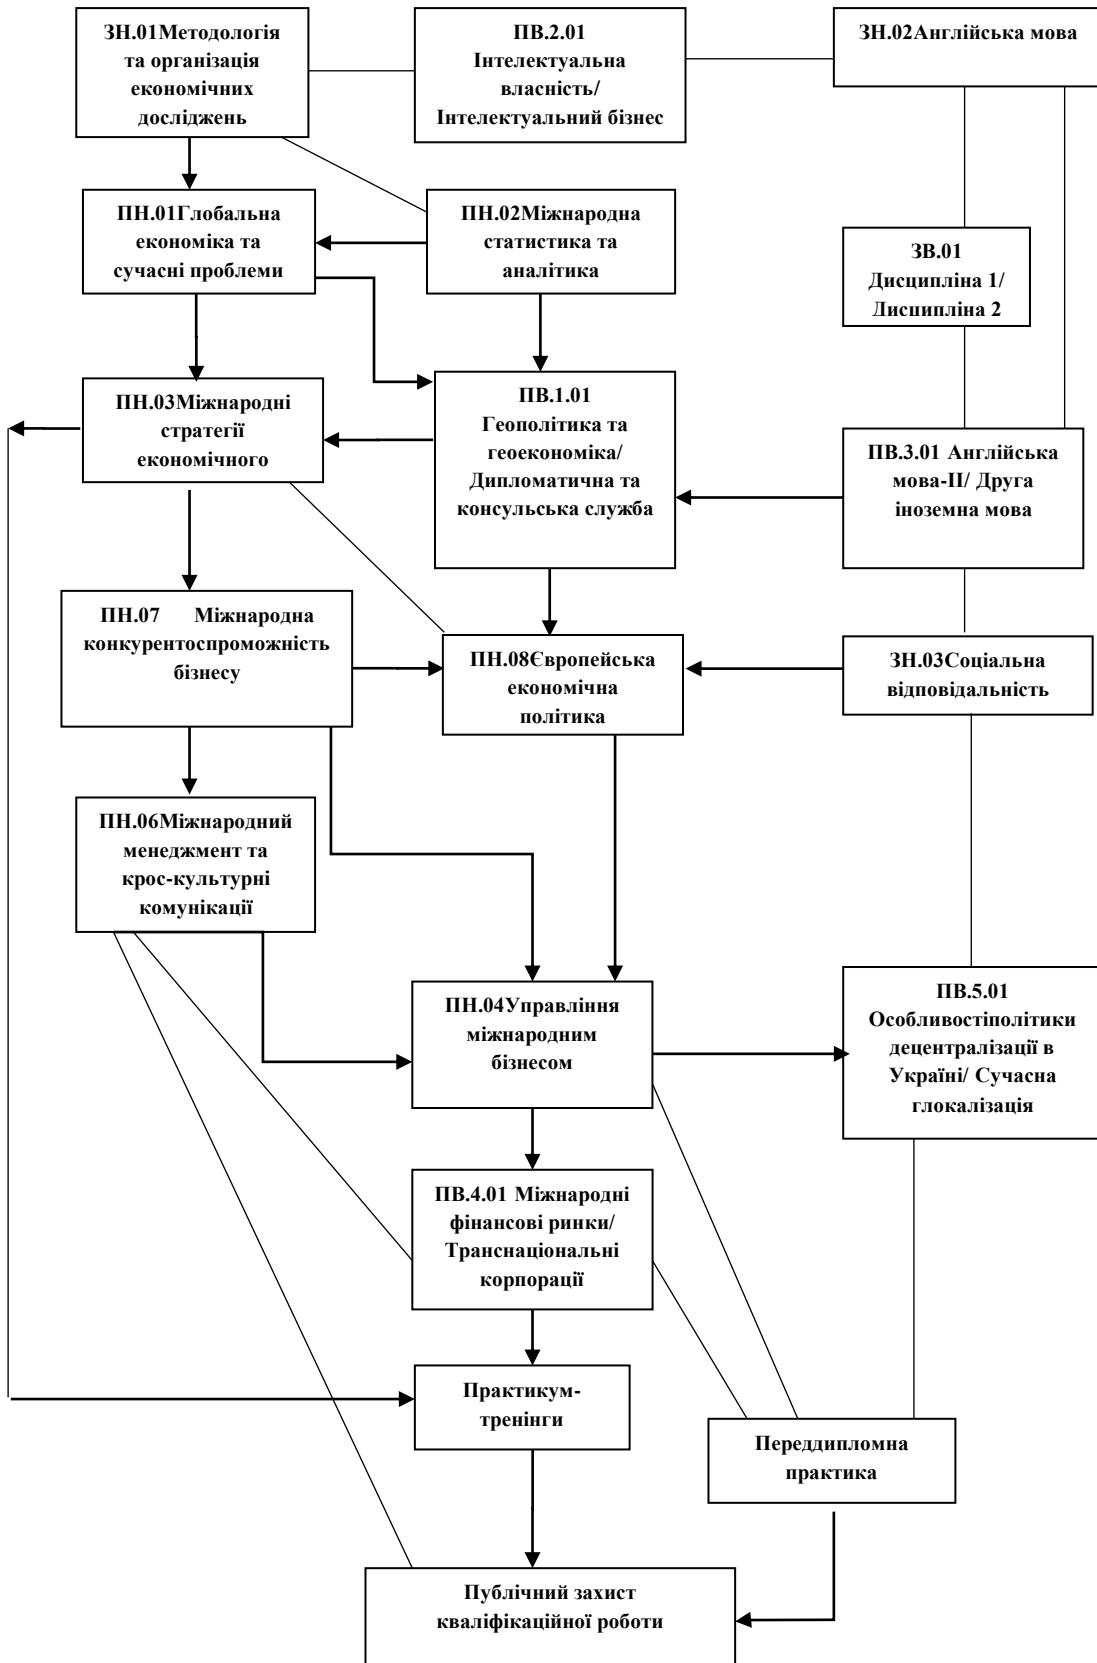 ЗН.01Методологія
та організація
економічних
досліджень
ПВ.2.01
Інтелектуальна
власність/
Інтелектуальний бізнес
ЗН.02Англійська мова
ПН.01Глобальна
економіка та
сучасні проблеми
ПН.02Міжнародна
статистика та
аналітика
ЗВ.01
Дисципліна 1/
Дисципліна 2
ПН.03Міжнародні
стратегії
економічного
ПВ.1.01
Геополітика та
геоекономіка/
Дипломатична та
консульська служба
ПВ.3.01 Англійська
мова-ІІ/ Друга
іноземна мова
ПН.07 Міжнародна
конкурентоспроможність
бізнесу
ПН.08Європейська
економічна
політика
ЗН.03Соціальна
відповідальність
ПН.06Міжнародний
менеджмент та
крос-культурні
комунікації
ПН.04Управління
міжнародним
бізнесом
ПВ.5.01
Особливостіполітики
децентралізації в
Україні/ Сучасна
глокалізація
ПВ.4.01 Міжнародні
фінансові ринки/
Транснаціональні
корпорації
Практикум-
тренінги
Переддипломна
практика
Публічний захист
кваліфікаційної роботи